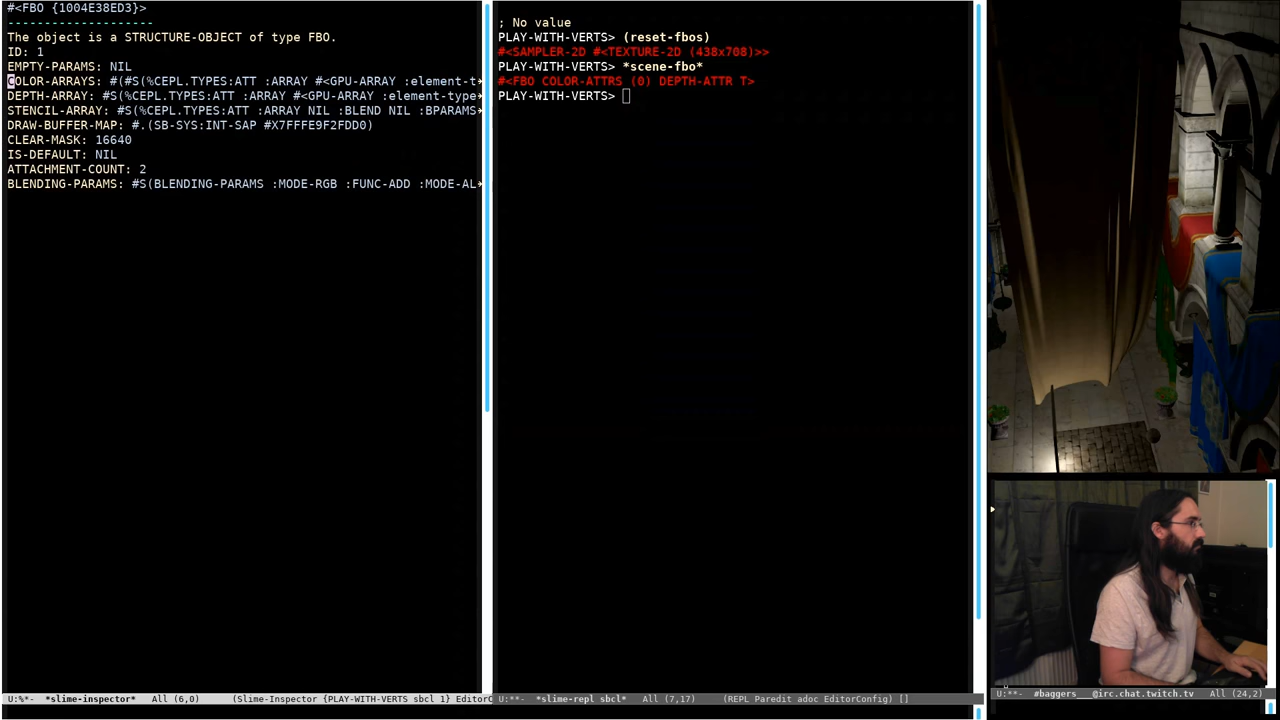 #<FBO {1004E38ED3}>
--------------------
The object is a STRUCTURE-OBJECT of type FBO.
ID: 1
EMPTY-PARAMS: NIL
COLOR-ARRAYS: #(#S(%CEPL.TYPES:ATT :ARRAY #<GPU-ARRAY :element-t
DEPTH-ARRAY: #S(%CEPL.TYPES:ATT :ARRAY #<GPU-ARRAY :element-type
STENCIL-ARRAY: #S(%CEPL.TYPES:ATT :ARRAY NIL :BLEND NIL :BPARAMS
DRAW-BUFFER-MAP: #.(SB-SYS:INT-SAP #X7FFFE9F2FDD0)
CLEAR-MASK: 16640
IS-DEFAULT: NIL
ATTACHMENT-COUNT: 2
BLENDING-PARAMS: #S(BLENDING-PARAMS :MODE-RGB :FUNC-ADD :MODE-AL
U:%*- *slime-inspector* All (6,0) (Slime-Inspector {PLAY-WITH-VERTS sbcl 1} EditorC
; No value
PLAY-WITH-VERTS> (reset-fbos)
#<SAMPLER-2D #<TEXTURE-2D (438x708)>>
PLAY-WITH-VERTS> *scene-fbo*
#<FBO COLOR-ATTRS (0) DEPTH-ATTR T>
PLAY-WITH-VERTS>
U:**- *slime-repl sbcl* All (7,17) (REPL Paredit adoc EditorConfig) []
U:**- #baggers___@irc.chat.twitch.tv All (24,2)